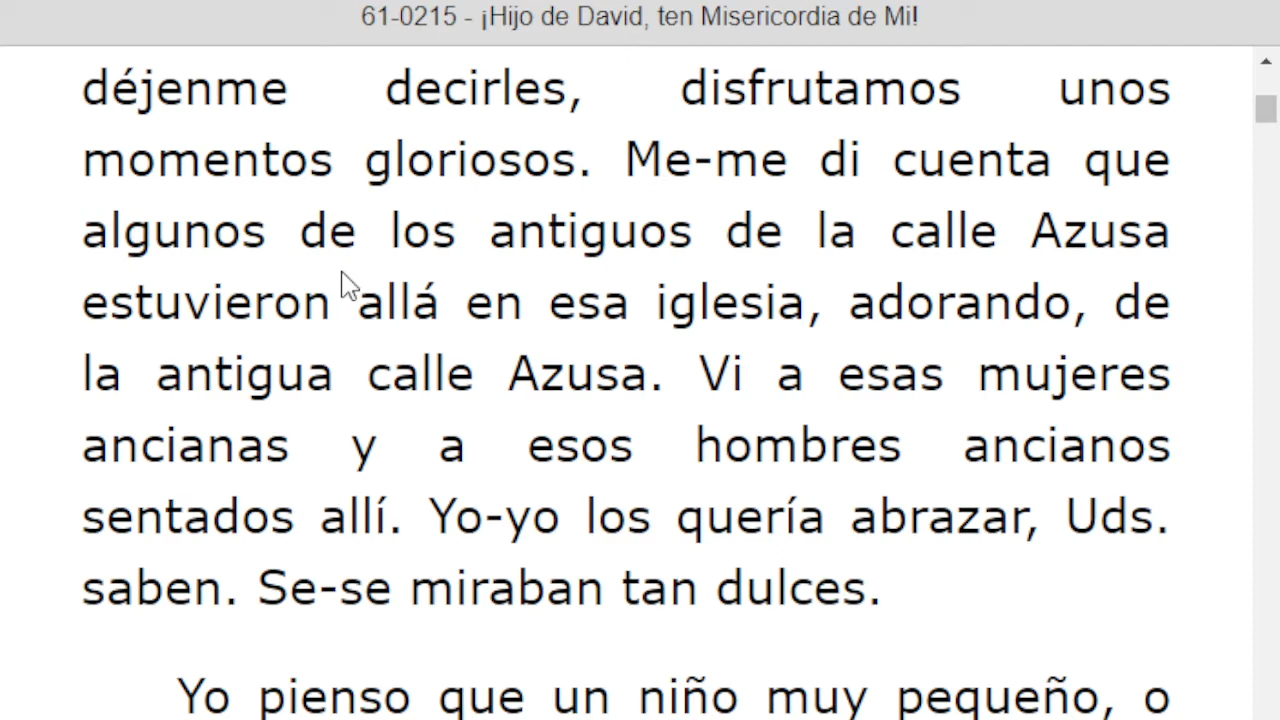 61-0215 - ¡Hijo de David, ten Misericordia de Mi!
déjenme decirles, disfrutamos unos
momentos gloriosos. Me-me di cuenta que
algunos de los antiguos de la calle Azusa
estuvieron allá en esa iglesia, adorando, de
la antigua calle Azusa. Vi a esas mujeres
ancianas y a esos hombres ancianos
sentados allí. Yo-yo los quería abrazar, Uds.
saben. Se-se miraban tan dulces.
Yo pienso que un niño muy pequeño, o